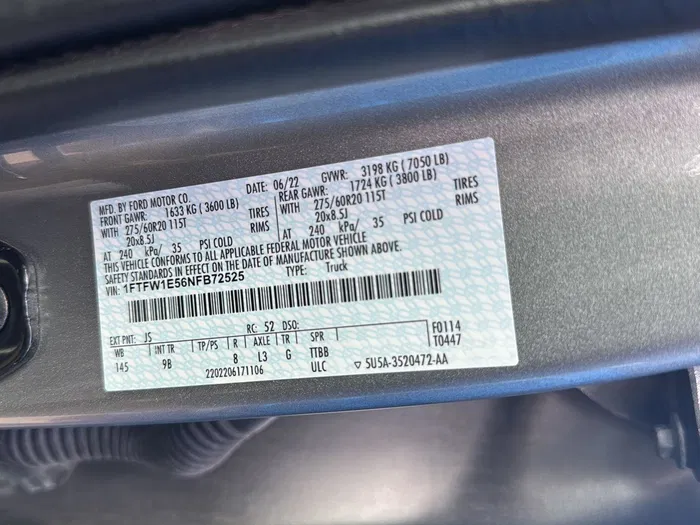 MFD. BY FORD MOTOR CO.
DATE: 06/22 GVWR: 3198 KG (7050 LB)
FRONT GAWR: 1633 KG (3600 LB) REAR GAWR: 1724 KG (3800 LB)
WITH 275/60R20 115T TIRES WITH 275/60R20 115T TIRES
20x8.5J RIMS 20x8.5J RIMS
AT 240 kPa/ 35 PSI COLD AT 240 kPa/ 35 PSI COLD
THIS VEHICLE CONFORMS TO ALL APPLICABLE FEDERAL MOTOR VEHICLE
SAFETY STANDARDS IN EFFECT ON THE DATE OF MANUFACTURE SHOWN ABOVE.
VIN: 1FTFW1E56NFB72525 TYPE: Truck
EXT PNT: JS RC: 52 DSO: F0114
WB INT TR TP/PS R AXLE TR SPR T0447
145 9B 8 L3 G TTBB
2202206171106 ULC ▽ 5U5A-3520472-AA